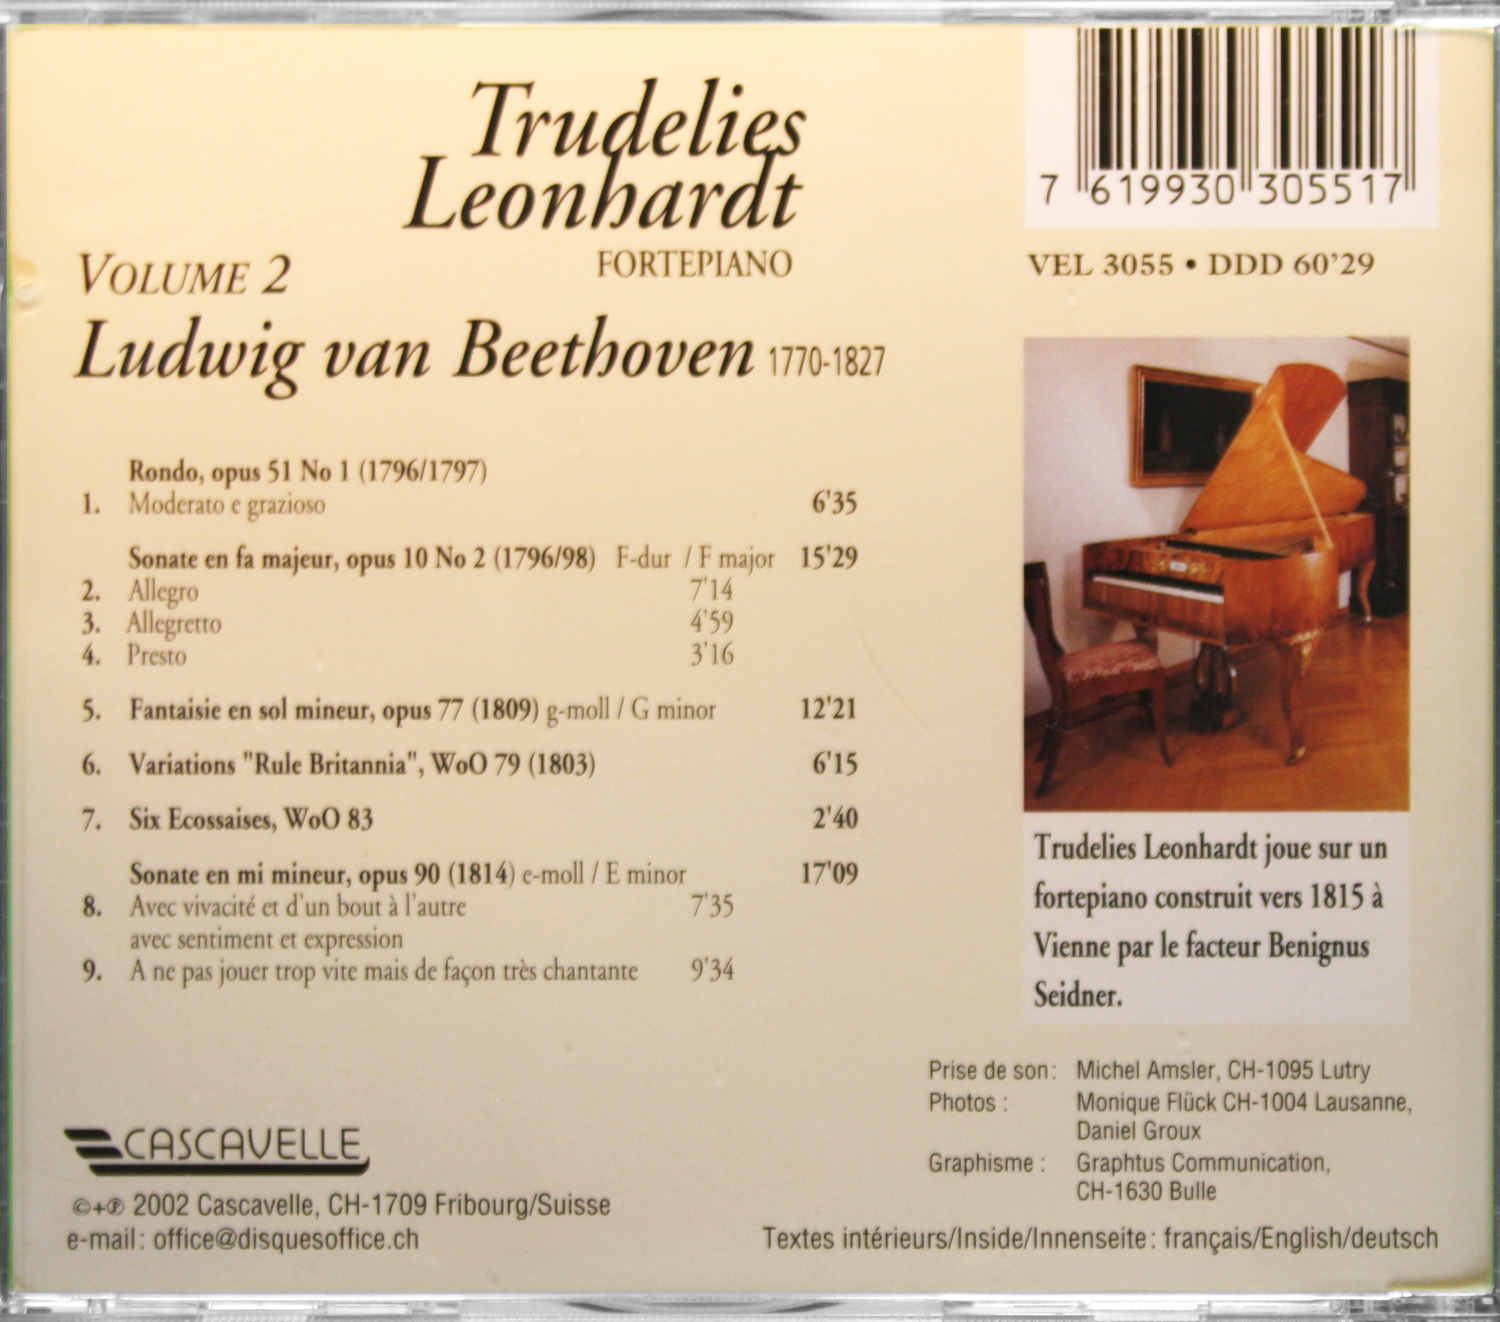 Trudelies
Leonhardt
FORTEPIANO
7 619930 305517
VEL 3055 • DDD 60'29
VOLUME 2
Ludwig van Beethoven 1770-1827
Rondo, opus 51 No 1 (1796/1797)
1. Moderato e grazioso 6'35
Sonate en fa majeur, opus 10 No 2 (1796/98) F-dur / F major 15'29
2. Allegro 7'14
3. Allegretto 4'59
4. Presto 3'16
5. Fantaisie en sol mineur, opus 77 (1809) g-moll / G minor 12'21
6. Variations "Rule Britannia", WoO 79 (1803) 6'15
7. Six Ecossaises, WoO 83 2'40
Sonate en mi mineur, opus 90 (1814) e-moll / E minor 17'09
8. Avec vivacité et d'un bout à l'autre 7'35
avec sentiment et expression
9. A ne pas jouer trop vite mais de façon très chantante 9'34
Trudelies Leonhardt joue sur un
fortepiano construit vers 1815 à
Vienne par le facteur Benignus
Seidner.
Prise de son: Michel Amsler, CH-1095 Lutry
Photos : Monique Flück CH-1004 Lausanne,
Daniel Groux
Graphisme : Graphtus Communication,
CH-1630 Bulle
CASCAVELLE
©+℗ 2002 Cascavelle, CH-1709 Fribourg/Suisse
e-mail: office@disquesoffice.ch
Textes intérieurs/Inside/Innenseite: français/English/deutsch